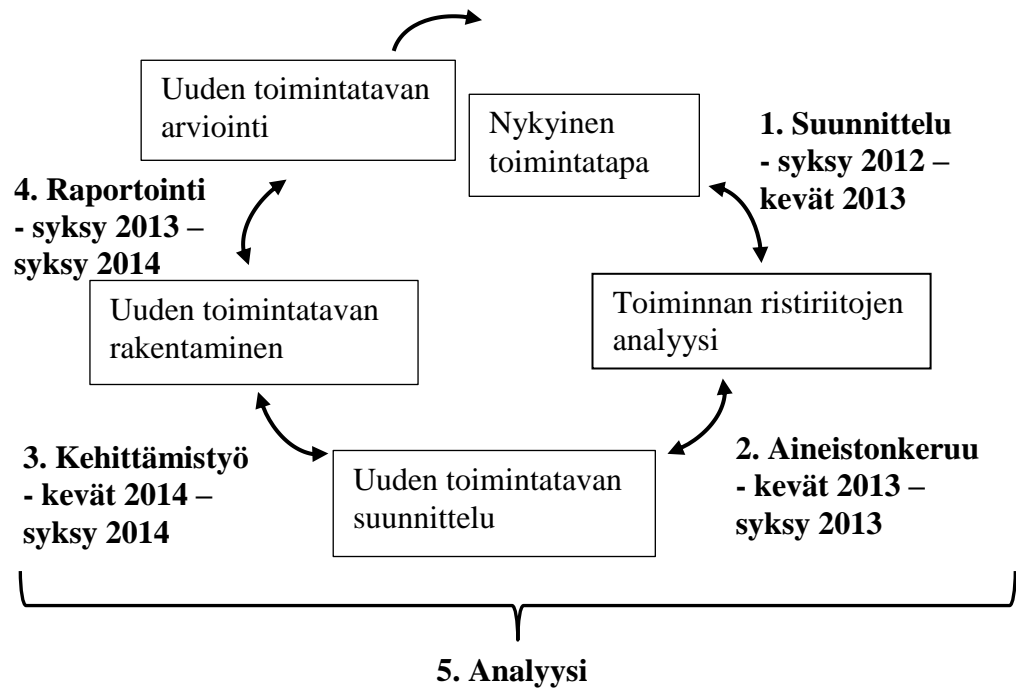 Uuden toimintatavan
arviointi
Nykyinen
toimintatapa
1. Suunnittelu
- syksy 2012 –
kevät 2013
4. Raportointi
- syksy 2013 –
syksy 2014
Uuden toimintatavan
rakentaminen
Toiminnan ristiriitojen
analyysi
3. Kehittämistyö
- kevät 2014 –
syksy 2014
Uuden toimintatavan
suunnittelu
2. Aineistonkeruu
- kevät 2013 –
syksy 2013
5. Analyysi